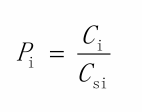 P_i = C_i / C_si